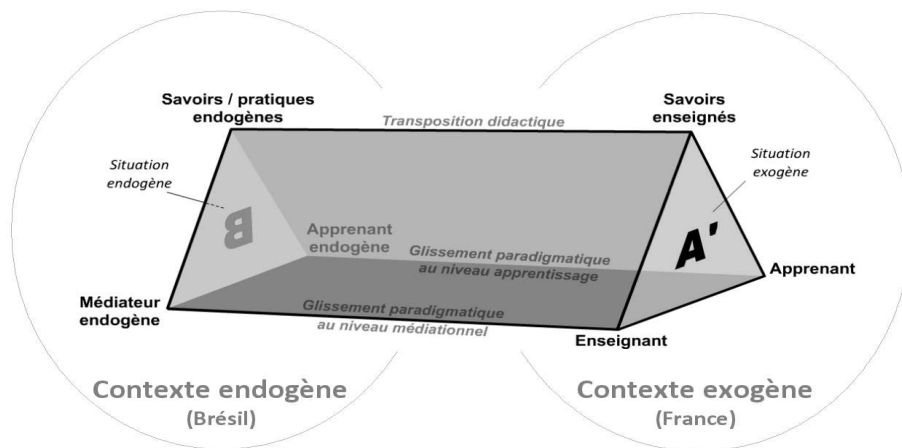 Savoirs / pratiques
endogènes
Savoirs
enseignés
Transposition didactique
Situation
endogène
Situation
exogène
B
A'
Apprenant
endogène
Glissement paradigmatique
au niveau apprentissage
Apprenant
Médiateur
endogène
Glissement paradigmatique
au niveau médiationnel
Enseignant
Contexte endogène
(Brésil)
Contexte exogène
(France)